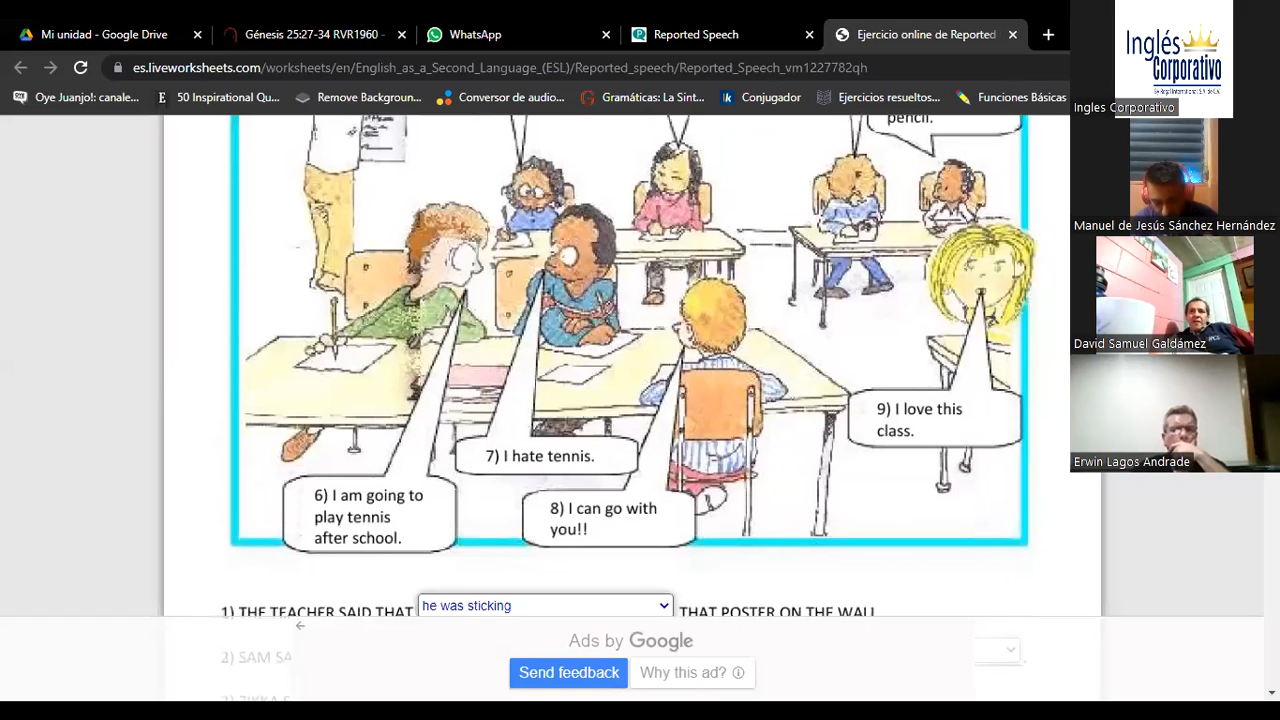 Mi unidad - Google Drive
Génesis 25:27-34 RVR1960 -
WhatsApp
Reported Speech
Ejercicio online de Reported
es.liveworksheets.com/worksheets/en/English_as_a_Second_Language_(ESL)/Reported_speech/Reported_Speech_vm1227782qh
Oye Juanjo!: canale...
50 Inspirational Qu...
Remove Backgroun...
Conversores audio...
Gramáticas: La Sint...
Conjugador
Ejercicios resueltos...
Funciones Básicas
Inglés
Corporativo
Ingles Corporativo
Manuel de Jesús Sánchez Hernández
David Samuel Galdámez
Erwin Lagos Andrade
pencil.
9) I love this
class.
7) I hate tennis.
6) I am going to
play tennis
after school.
8) I can go with
you!!
1) THE TEACHER SAID THAT he was sticking THAT POSTER ON THE WALL
Ads by Google
Send feedback
Why this ad?
2) SAM SA